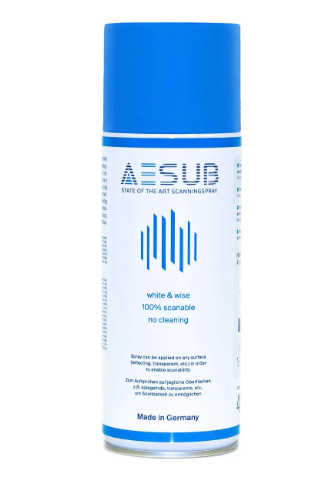 AESUB
STATE OF THE ART SCANNINGSPRAY
white & wise
100% scanable
no cleaning
Spray can be applied on any surface
(reflecting, transparent, etc.) in order
to enable scanability
Zum Aufsprühen auf jegliche Oberflächen,
z.B. spiegelnde, tranparente, etc.,
um Scanbarkeit zu ermöglichen
Made in Germany